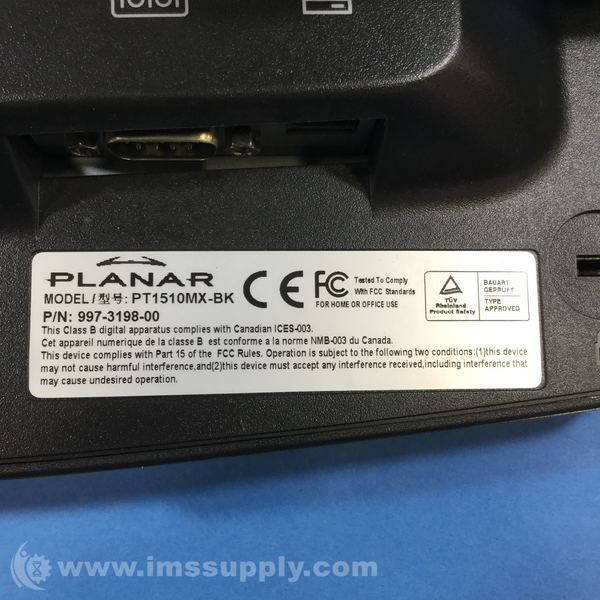 PLANAR
MODEL/型号: PT1510MX-BK
P/N: 997-3198-00
CE
FC
Tested To Comply
With FCC Standards
FOR HOME OR OFFICE USE
TÜV
Rheinland
Product Safety
BAUART
GEPRÜFT
TYPE
APPROVED
This Class B digital apparatus complies with Canadian ICES-003.
Cet appareil numerique de la classe B est conforme a la norme NMB-003 du Canada.
This device complies with Part 15 of the FCC Rules. Operation is subject to the following two conditions:(1)this device
may not cause harmful interference,and(2)this device must accept any interference received,including interference that
may cause undesired operation.
www.imssupply.com